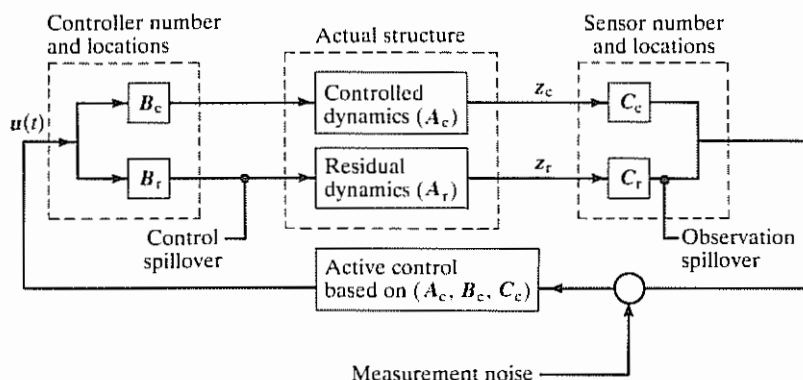 Controller number
and locations
Actual structure
Sensor number
and locations
u(t)
B_c
Controlled
dynamics (A_c)
z_c
C_c
B_r
Residual
dynamics (A_r)
z_r
C_r
Control
spillover
Active control
based on (A_c, B_c, C_c)
Observation
spillover
Measurement noise